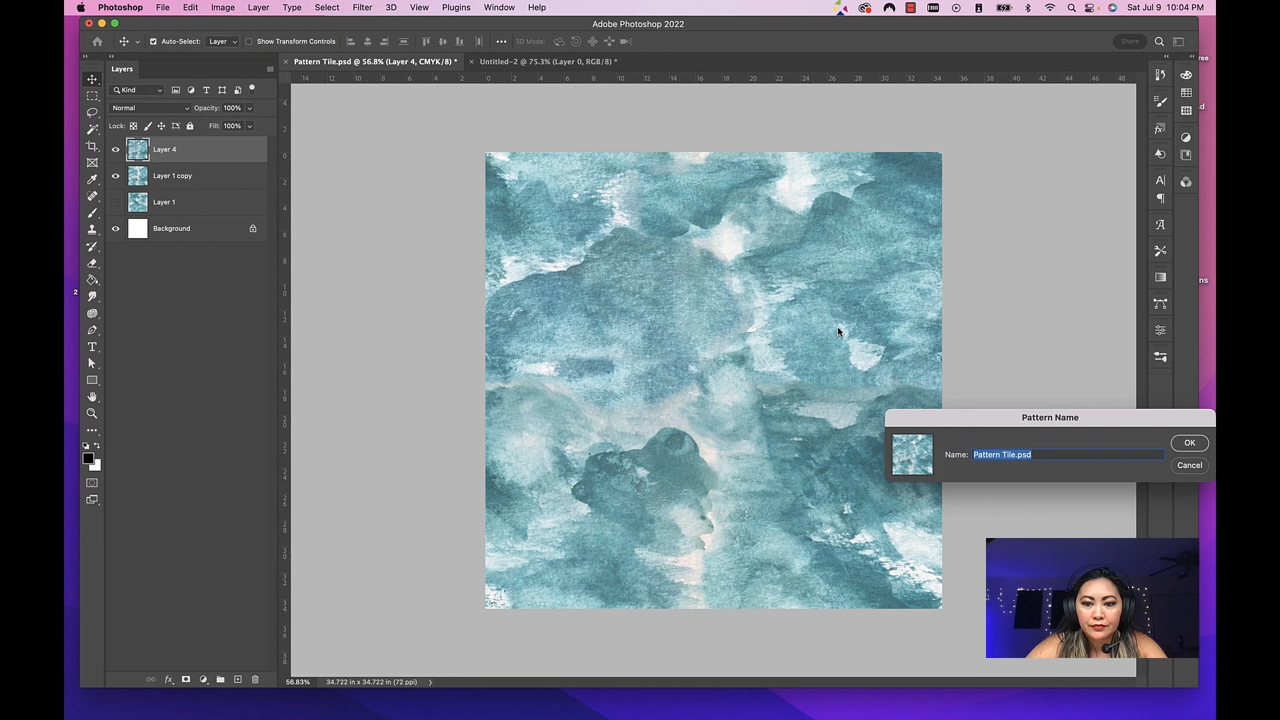 Photoshop File Edit Image Layer Type Select Filter 3D View Plugins Window Help Sat Jul 9 10:04 PM
Adobe Photoshop 2022
Auto-Select: Layer Show Transform Controls ••• 3D Mode: Share
Pattern Tile.psd @ 56.8% (Layer 4, CMYK/8) * × Untitled-2 @ 75.3% (Layer 0, RGB/8) *
Layers
Kind
Normal Opacity: 100%
Lock: Fill: 100%
Layer 4
Layer 1 copy
Layer 1
Background
Pattern Name
Name: Pattern Tile.psd
OK
Cancel
56.83% 34.722 in x 34.722 in (72 ppi)